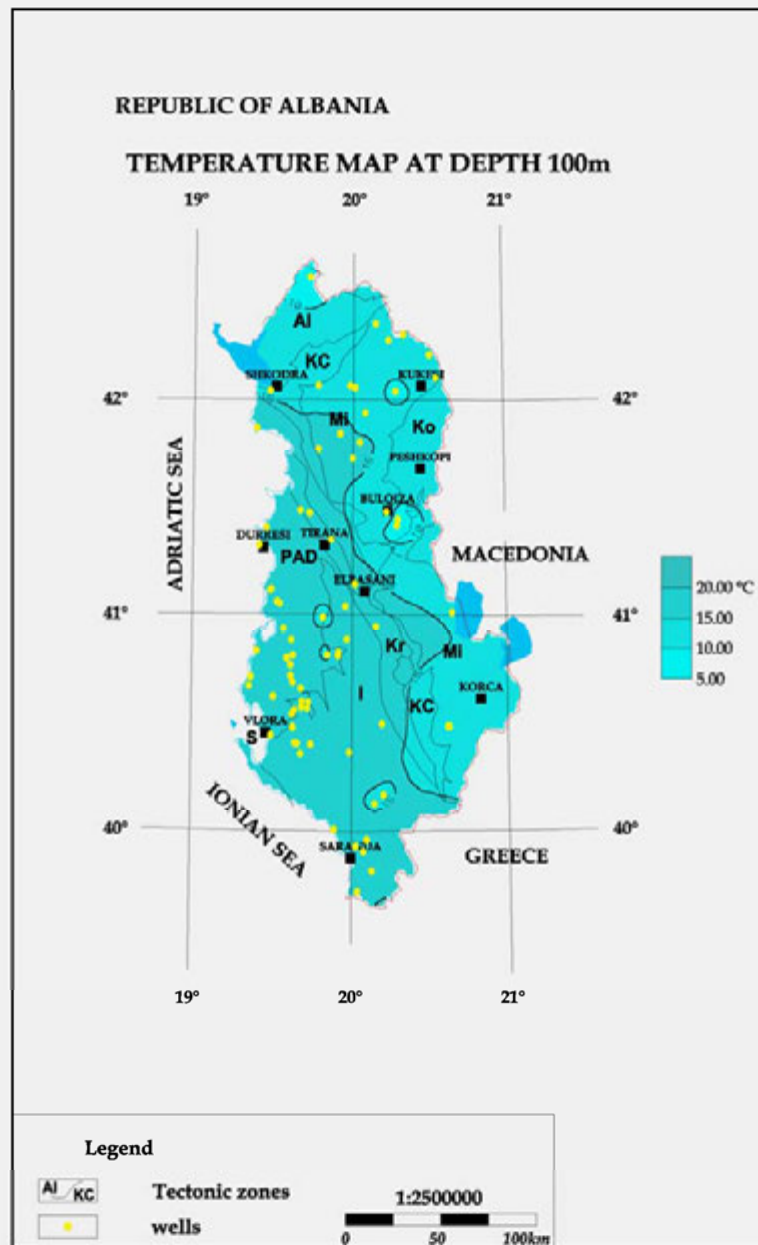 REPUBLIC OF ALBANIA
TEMPERATURE MAP AT DEPTH 100m
19° 20° 21°
Al
KC
SHKODRA
KUKESI
42° 42°
Mi
Ko
PESHKOPI
ADRIATIC SEA
BULQIZA
DURRESI TIRANA
PAD
MACEDONIA
ELBASANI
20.00 °C
15.00
10.00
5.00
41° 41°
Kr
Mi
I
KORCA
KC
VLORA
S
IONIAN SEA
40° 40°
SARANDA
GREECE
19° 20° 21°
Legend
Al KC Tectonic zones
wells
1:2500000
0 50 100km